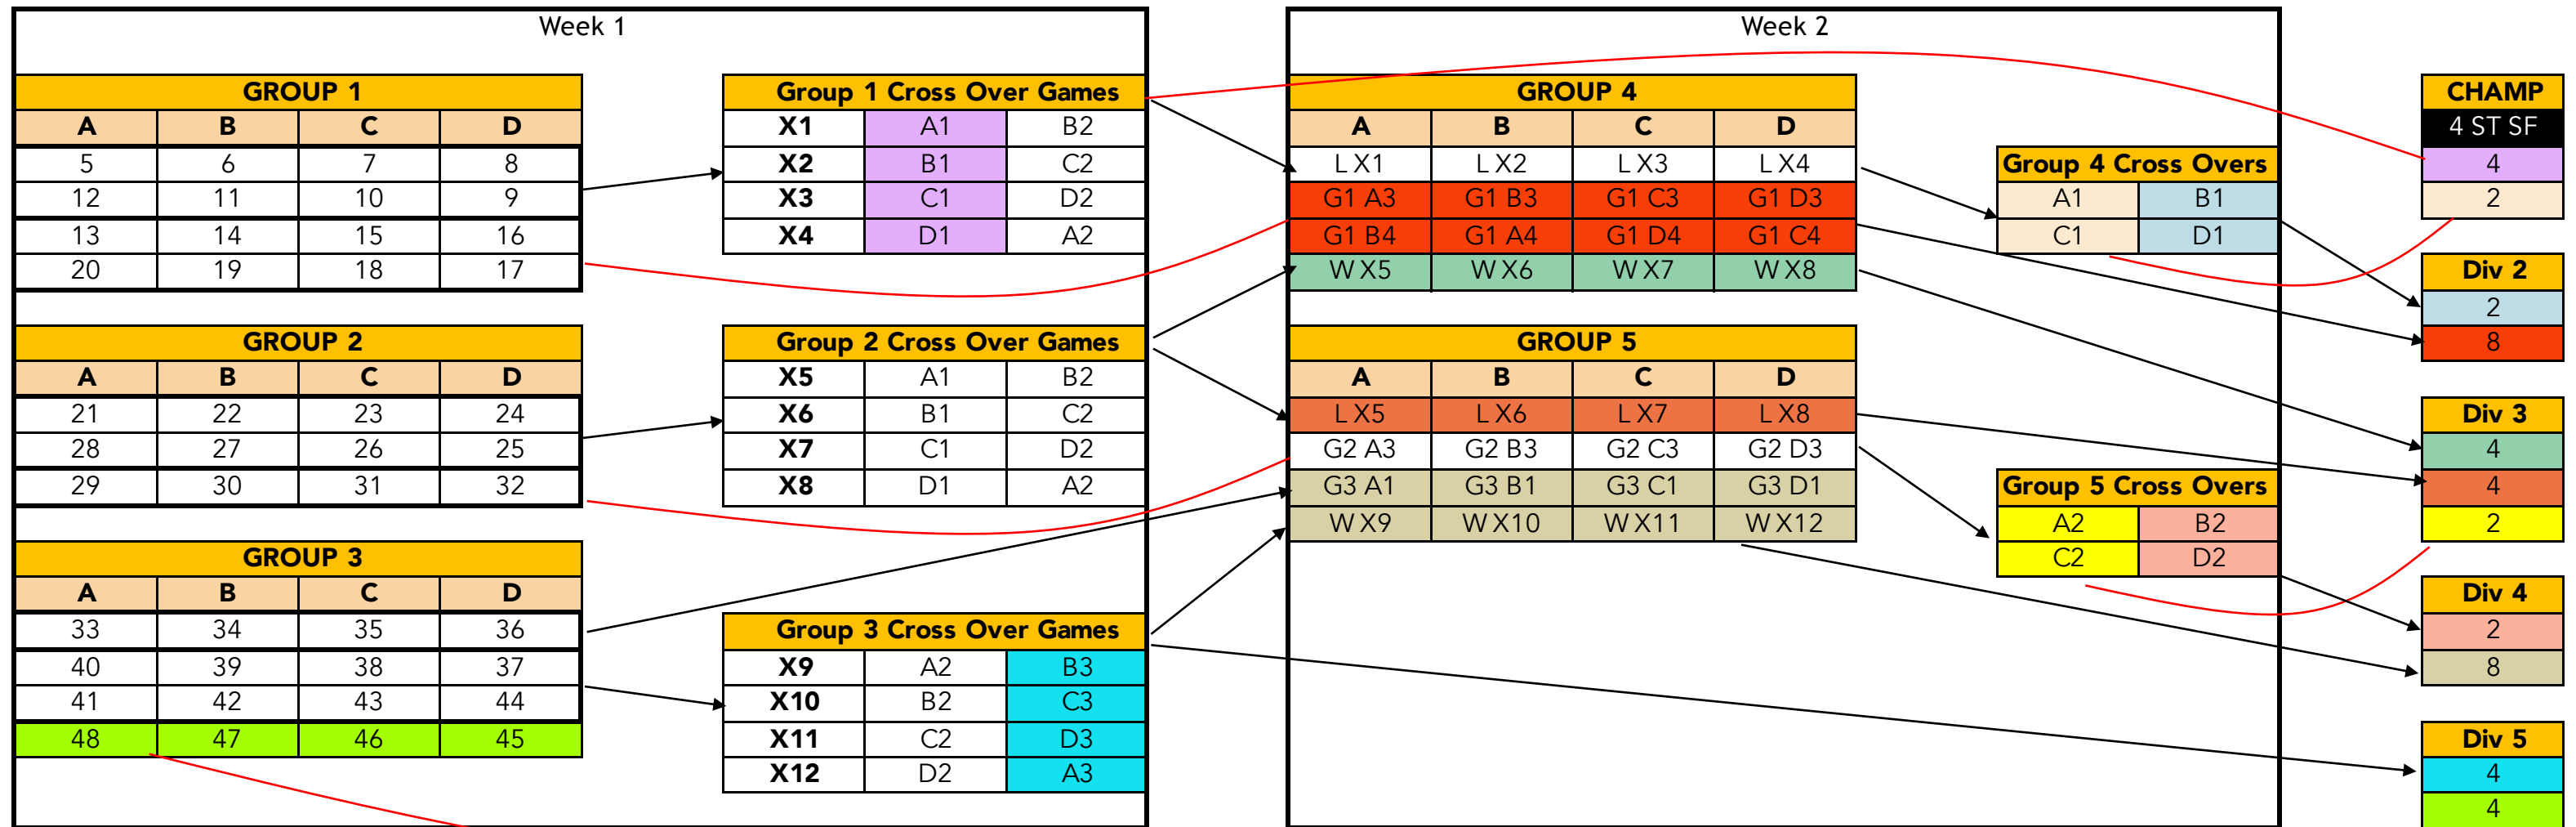 Week 1
GROUP 1
A B C D
5 6 7 8
12 11 10 9
13 14 15 16
20 19 18 17
Group 1 Cross Over Games
X1 A1 B2
X2 B1 C2
X3 C1 D2
X4 D1 A2
GROUP 2
A B C D
21 22 23 24
28 27 26 25
29 30 31 32
Group 2 Cross Over Games
X5 A1 B2
X6 B1 C2
X7 C1 D2
X8 D1 A2
GROUP 3
A B C D
33 34 35 36
40 39 38 37
41 42 43 44
48 47 46 45
Group 3 Cross Over Games
X9 A2 B3
X10 B2 C3
X11 C2 D3
X12 D2 A3
Week 2
GROUP 4
A B C D
L X1 L X2 L X3 L X4
G1 A3 G1 B3 G1 C3 G1 D3
G1 B4 G1 A4 G1 D4 G1 C4
W X5 W X6 W X7 W X8
Group 4 Cross Overs
A1 B1
C1 D1
GROUP 5
A B C D
L X5 L X6 L X7 L X8
G2 A3 G2 B3 G2 C3 G2 D3
G3 A1 G3 B1 G3 C1 G3 D1
W X9 W X10 W X11 W X12
Group 5 Cross Overs
A2 B2
C2 D2
CHAMP
4 ST SF
4
2
Div 2
2
8
Div 3
4
4
2
Div 4
2
8
Div 5
4
4